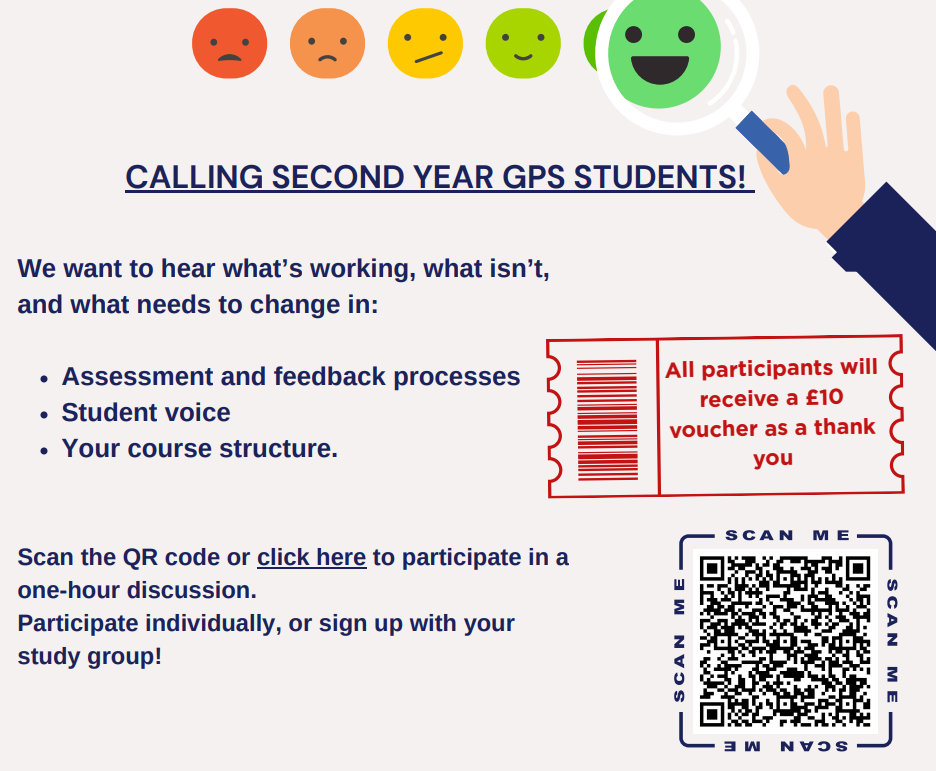 CALLING SECOND YEAR GPS STUDENTS!
We want to hear what’s working, what isn’t,
and what needs to change in:
• Assessment and feedback processes
• Student voice
• Your course structure.
All participants will
receive a £10
voucher as a thank
you
Scan the QR code or click here to participate in a
one-hour discussion.
Participate individually, or sign up with your
study group!
SCAN ME
SCAN ME
SCAN ME
SCAN ME